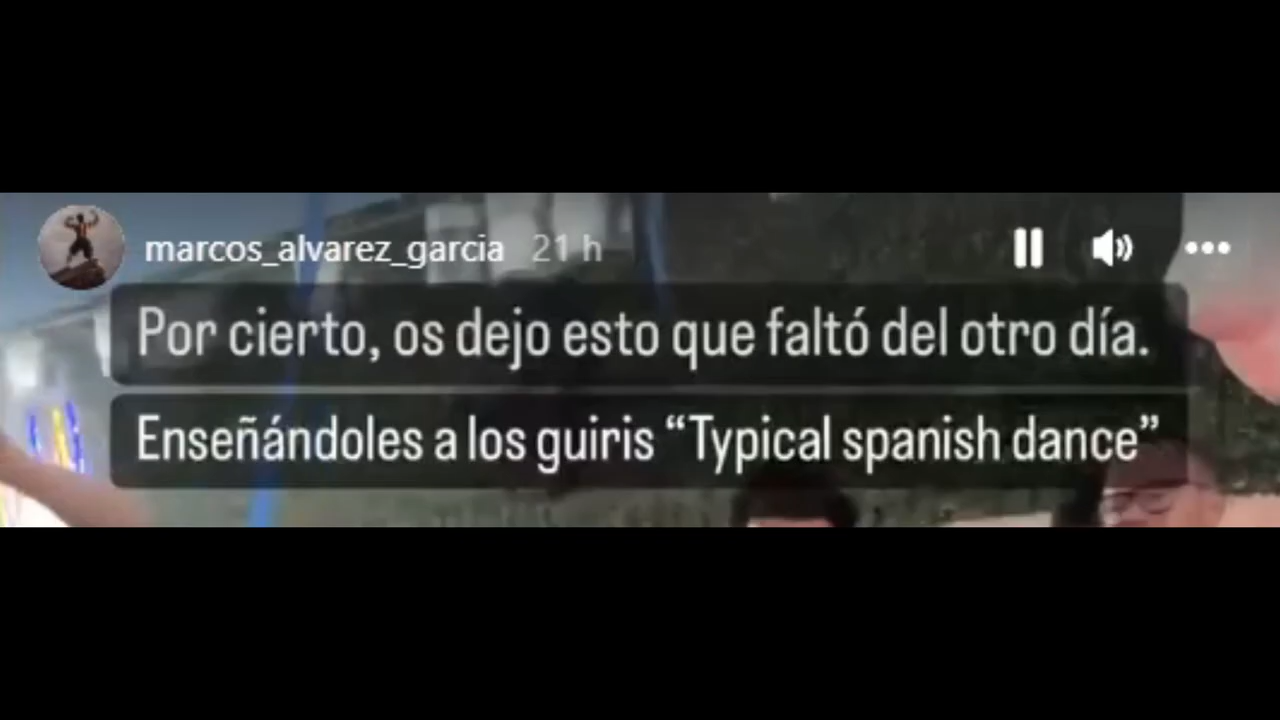 marcos_alvarez_garcia 21 h
Por cierto, os dejo esto que faltó del otro día.
Enseñándoles a los guiris “Typical spanish dance”